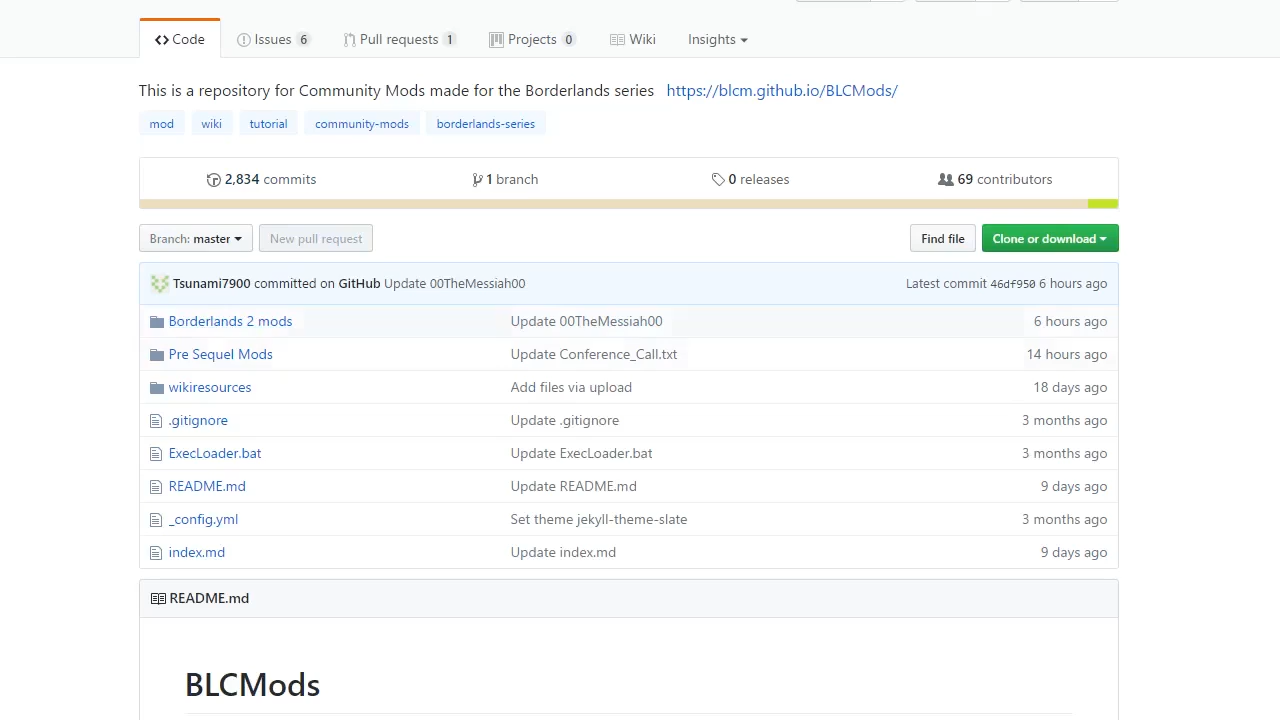 Code Issues 6 Pull requests 1 Projects 0 Wiki Insights
This is a repository for Community Mods made for the Borderlands series https://blcm.github.io/BLCMods/
mod wiki tutorial community-mods borderlands-series
2,834 commits 1 branch 0 releases 69 contributors
Branch: master New pull request Find file Clone or download
Tsunami7900 committed on GitHub Update 00TheMessiah00 Latest commit 46df950 6 hours ago
Borderlands 2 mods Update 00TheMessiah00 6 hours ago
Pre Sequel Mods Update Conference_Call.txt 14 hours ago
wikiresources Add files via upload 18 days ago
.gitignore Update .gitignore 3 months ago
ExecLoader.bat Update ExecLoader.bat 3 months ago
README.md Update README.md 9 days ago
_config.yml Set theme jekyll-theme-slate 3 months ago
index.md Update index.md 9 days ago
README.md
BLCMods